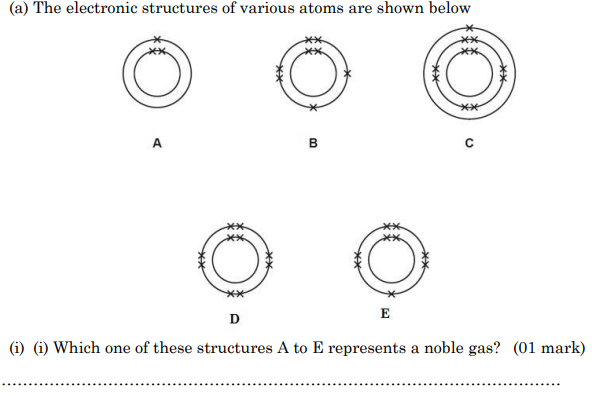 (a) The electronic structures of various atoms are shown below
A B C
D E
(i) (i) Which one of these structures A to E represents a noble gas? (01 mark)